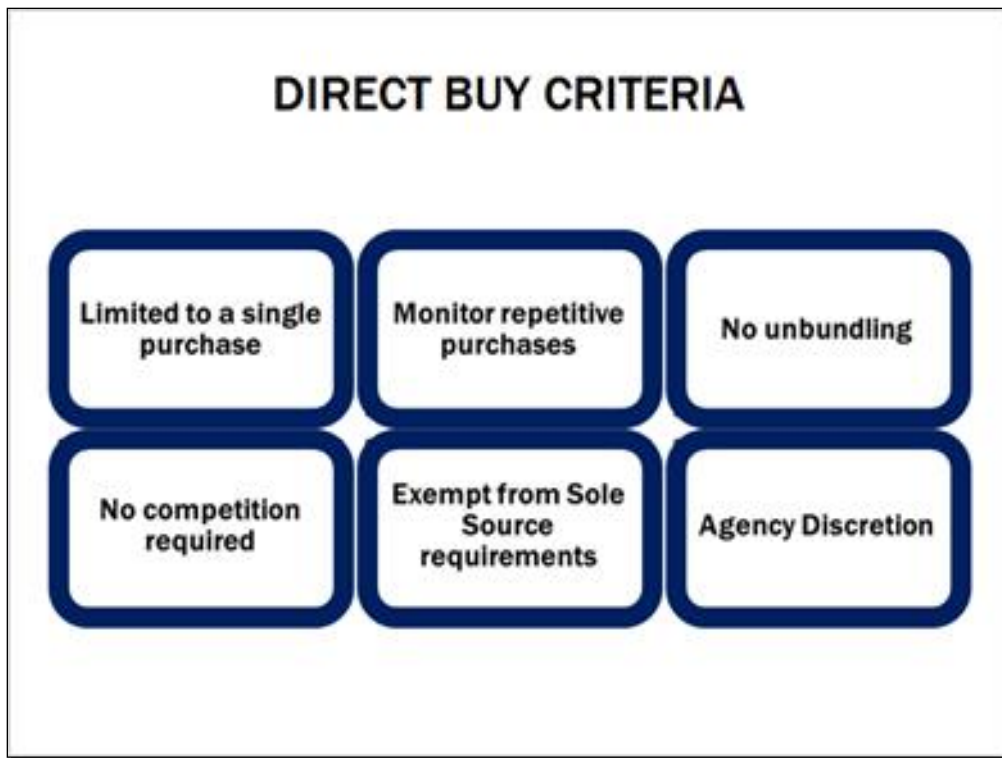 DIRECT BUY CRITERIA
Limited to a single
purchase
Monitor repetitive
purchases
No unbundling
No competition
required
Exempt from Sole
Source
requirements
Agency Discretion